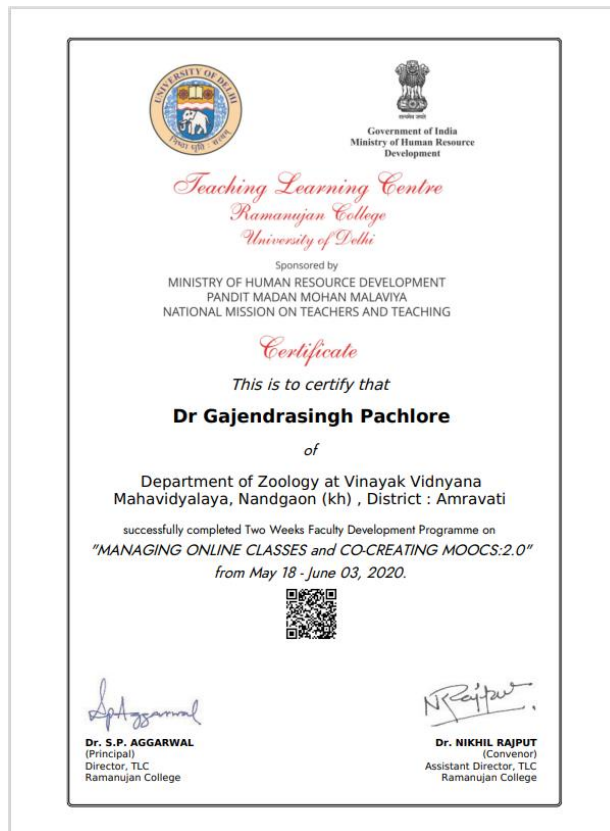 UNIVERSITY OF DELHI
Government of India
Ministry of Human Resource
Development
Teaching Learning Centre
Ramanujan College
University of Delhi
Sponsored by
MINISTRY OF HUMAN RESOURCE DEVELOPMENT
PANDIT MADAN MOHAN MALAVIYA
NATIONAL MISSION ON TEACHERS AND TEACHING
Certificate
This is to certify that
Dr Gajendrasingh Pachlore
of
Department of Zoology at Vinayak Vidnyana
Mahavidyalaya, Nandgaon (kh) , District : Amravati
successfully completed Two Weeks Faculty Development Programme on
"MANAGING ONLINE CLASSES and CO-CREATING MOOCS:2.0"
from May 18 - June 03, 2020.
SpAggarwal
NRajput
Dr. S.P. AGGARWAL
(Principal)
Director, TLC
Ramanujan College
Dr. NIKHIL RAJPUT
(Convenor)
Assistant Director, TLC
Ramanujan College